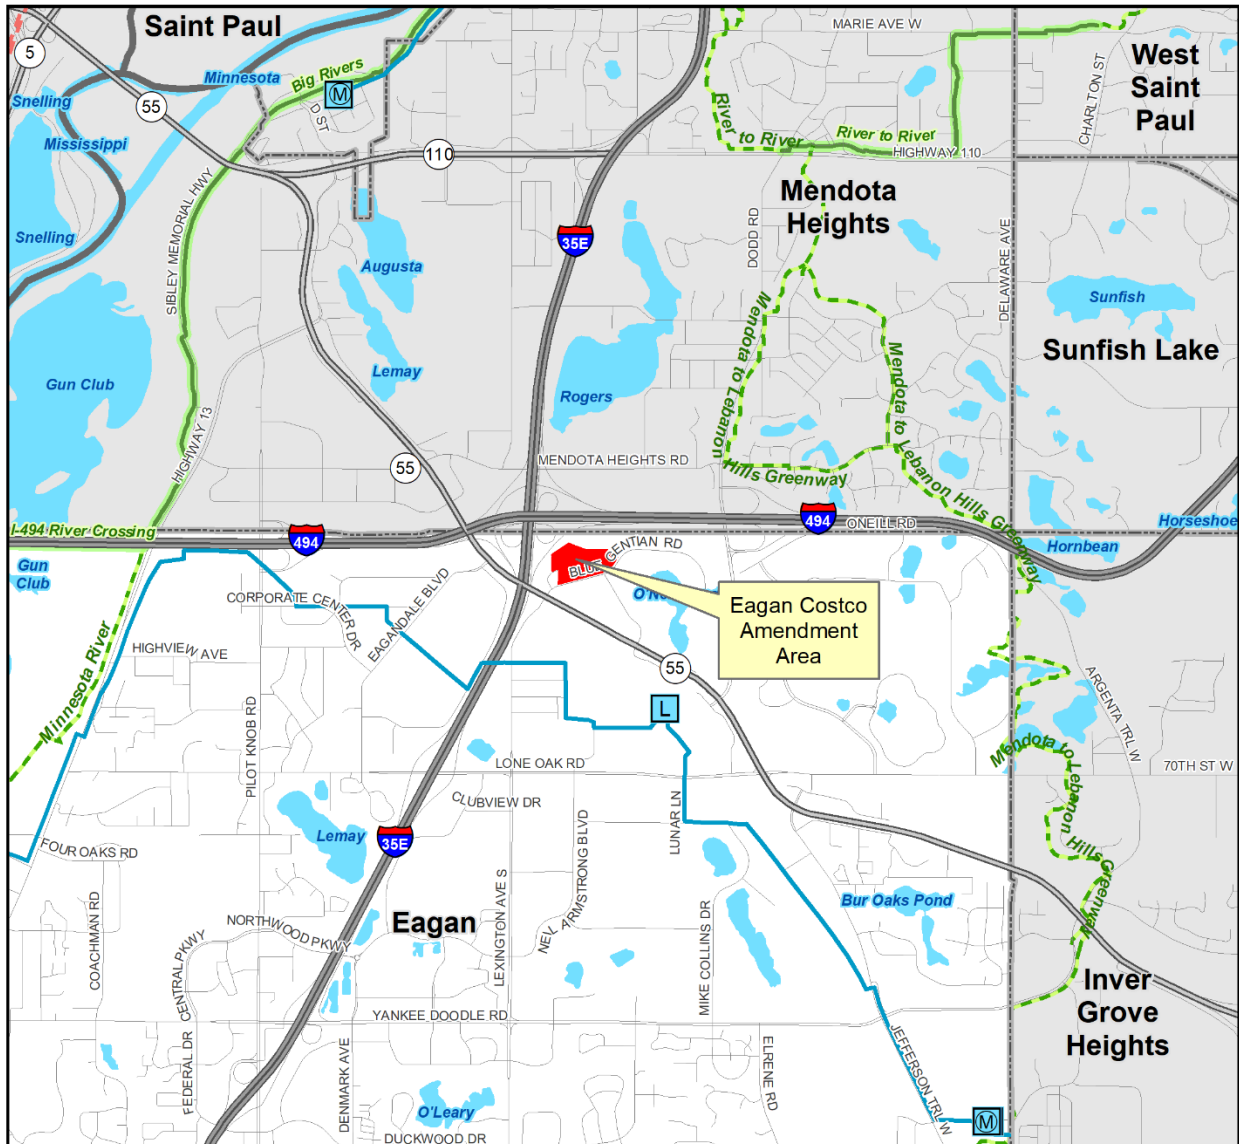 Saint Paul
MARIE AVE W
5
West
Saint
Paul
Minnesota
Big Rivers
M
55
Snelling
D ST
CHARLTON ST
River to River
River to River
Mississippi
110
HIGHWAY 110
SIBLEY MEMORIAL HWY
Mendota
Heights
DODD RD
Snelling
35E
DELAWARE AVE
Augusta
Sunfish
Mendota to Lebanon
Sunfish Lake
Gun Club
Lemay
Rogers
Mendota to Lebanon Hills Greenway
HIGHWAY 13
55
MENDOTA HEIGHTS RD
Hills Greenway
I-494 River Crossing
494
494
ONEILL RD
Horseshoe
Hornbean
Gun
Club
BLUE GENTIAN RD
Eagan Costco
Amendment
Area
CORPORATE CENTER DR
EAGANDALE BLVD
HIGHVIEW AVE
55
Minnesota River
PILOT KNOB RD
L
ARGENTA TRL W
Mendota to Lebanon Hills Greenway
LONE OAK RD
70TH ST W
CLUBVIEW DR
LUNAR LN
Lemay
35E
FOUR OAKS RD
NEIL ARMSTRONG BLVD
Bur Oaks Pond
COACHMAN RD
NORTHWOOD PKWY
Eagan
LEXINGTON AVE S
MIKE COLLINS DR
CENTRAL PKWY
Inver
Grove
Heights
YANKEE DOODLE RD
FEDERAL DR
DENMARK AVE
ELRENE RD
JEFFERSON TRL W
O'Leary
M
DUCKWOOD DR